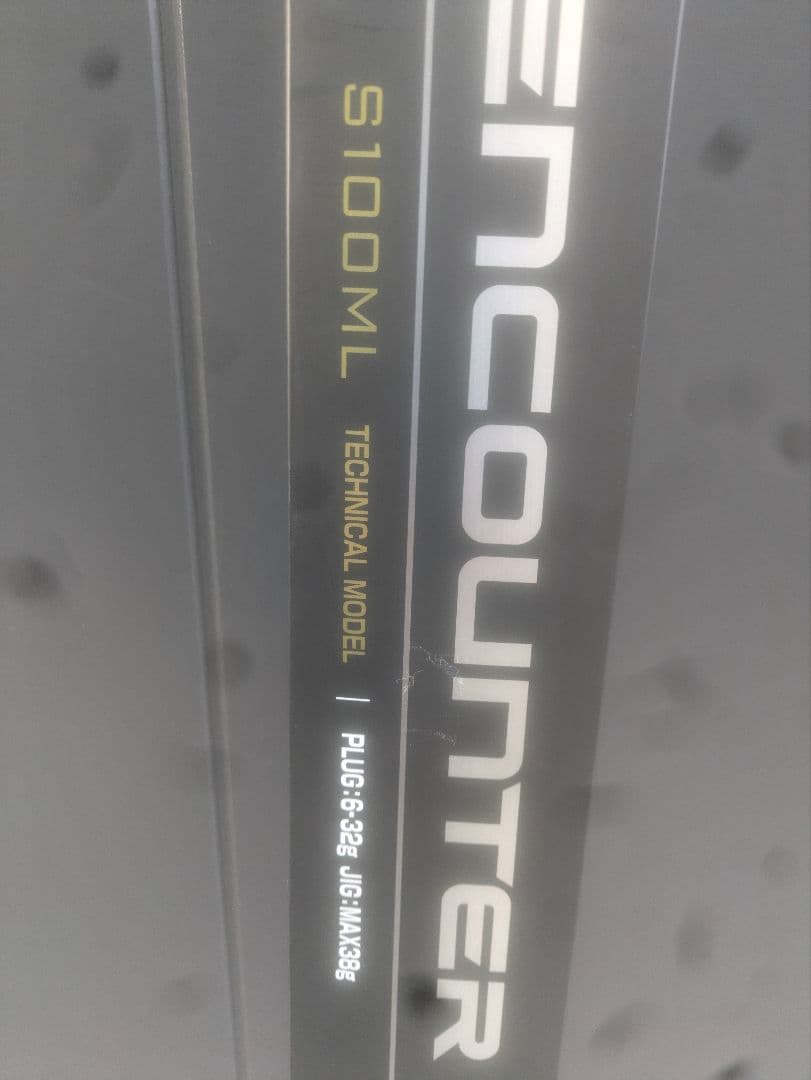 ENCOUNTER
S100ML TECHNICAL MODEL | PLUG:6-32g JIG:MAX38g